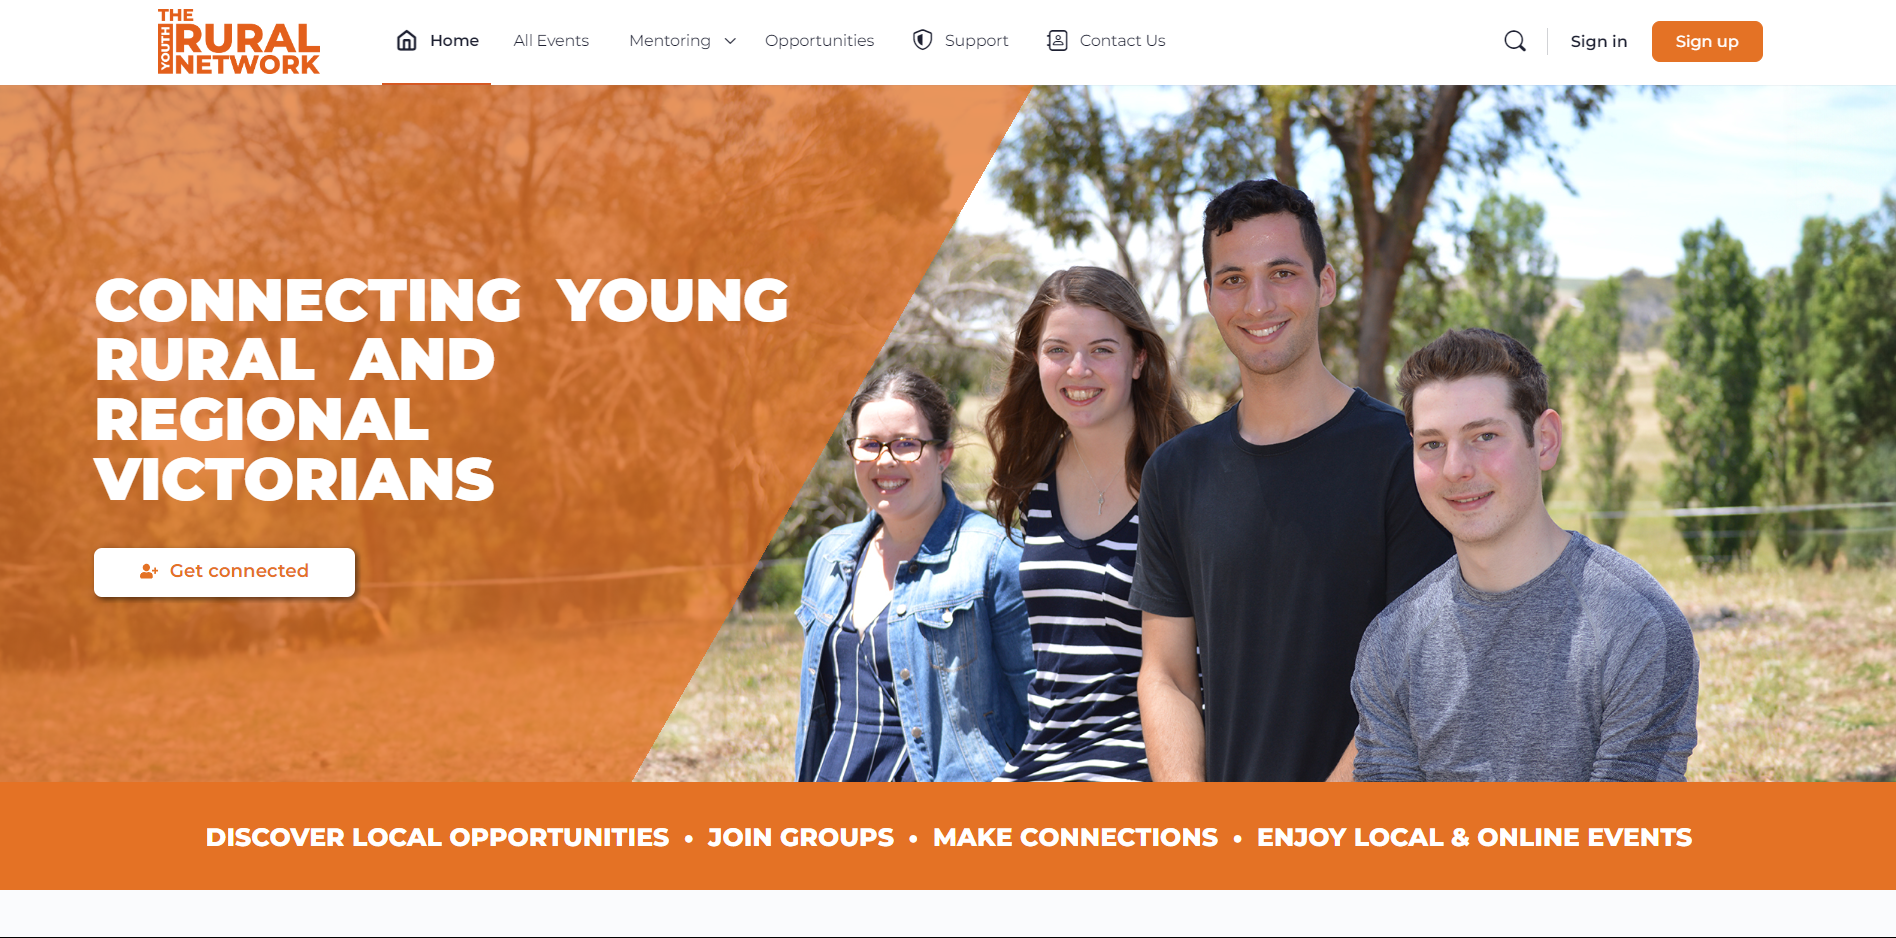 THE
YOUTH
RURAL
NETWORK
Home
All Events
Mentoring
Opportunities
Support
Contact Us
Sign in
Sign up
CONNECTING YOUNG
RURAL AND
REGIONAL
VICTORIANS
Get connected
DISCOVER LOCAL OPPORTUNITIES • JOIN GROUPS • MAKE CONNECTIONS • ENJOY LOCAL & ONLINE EVENTS